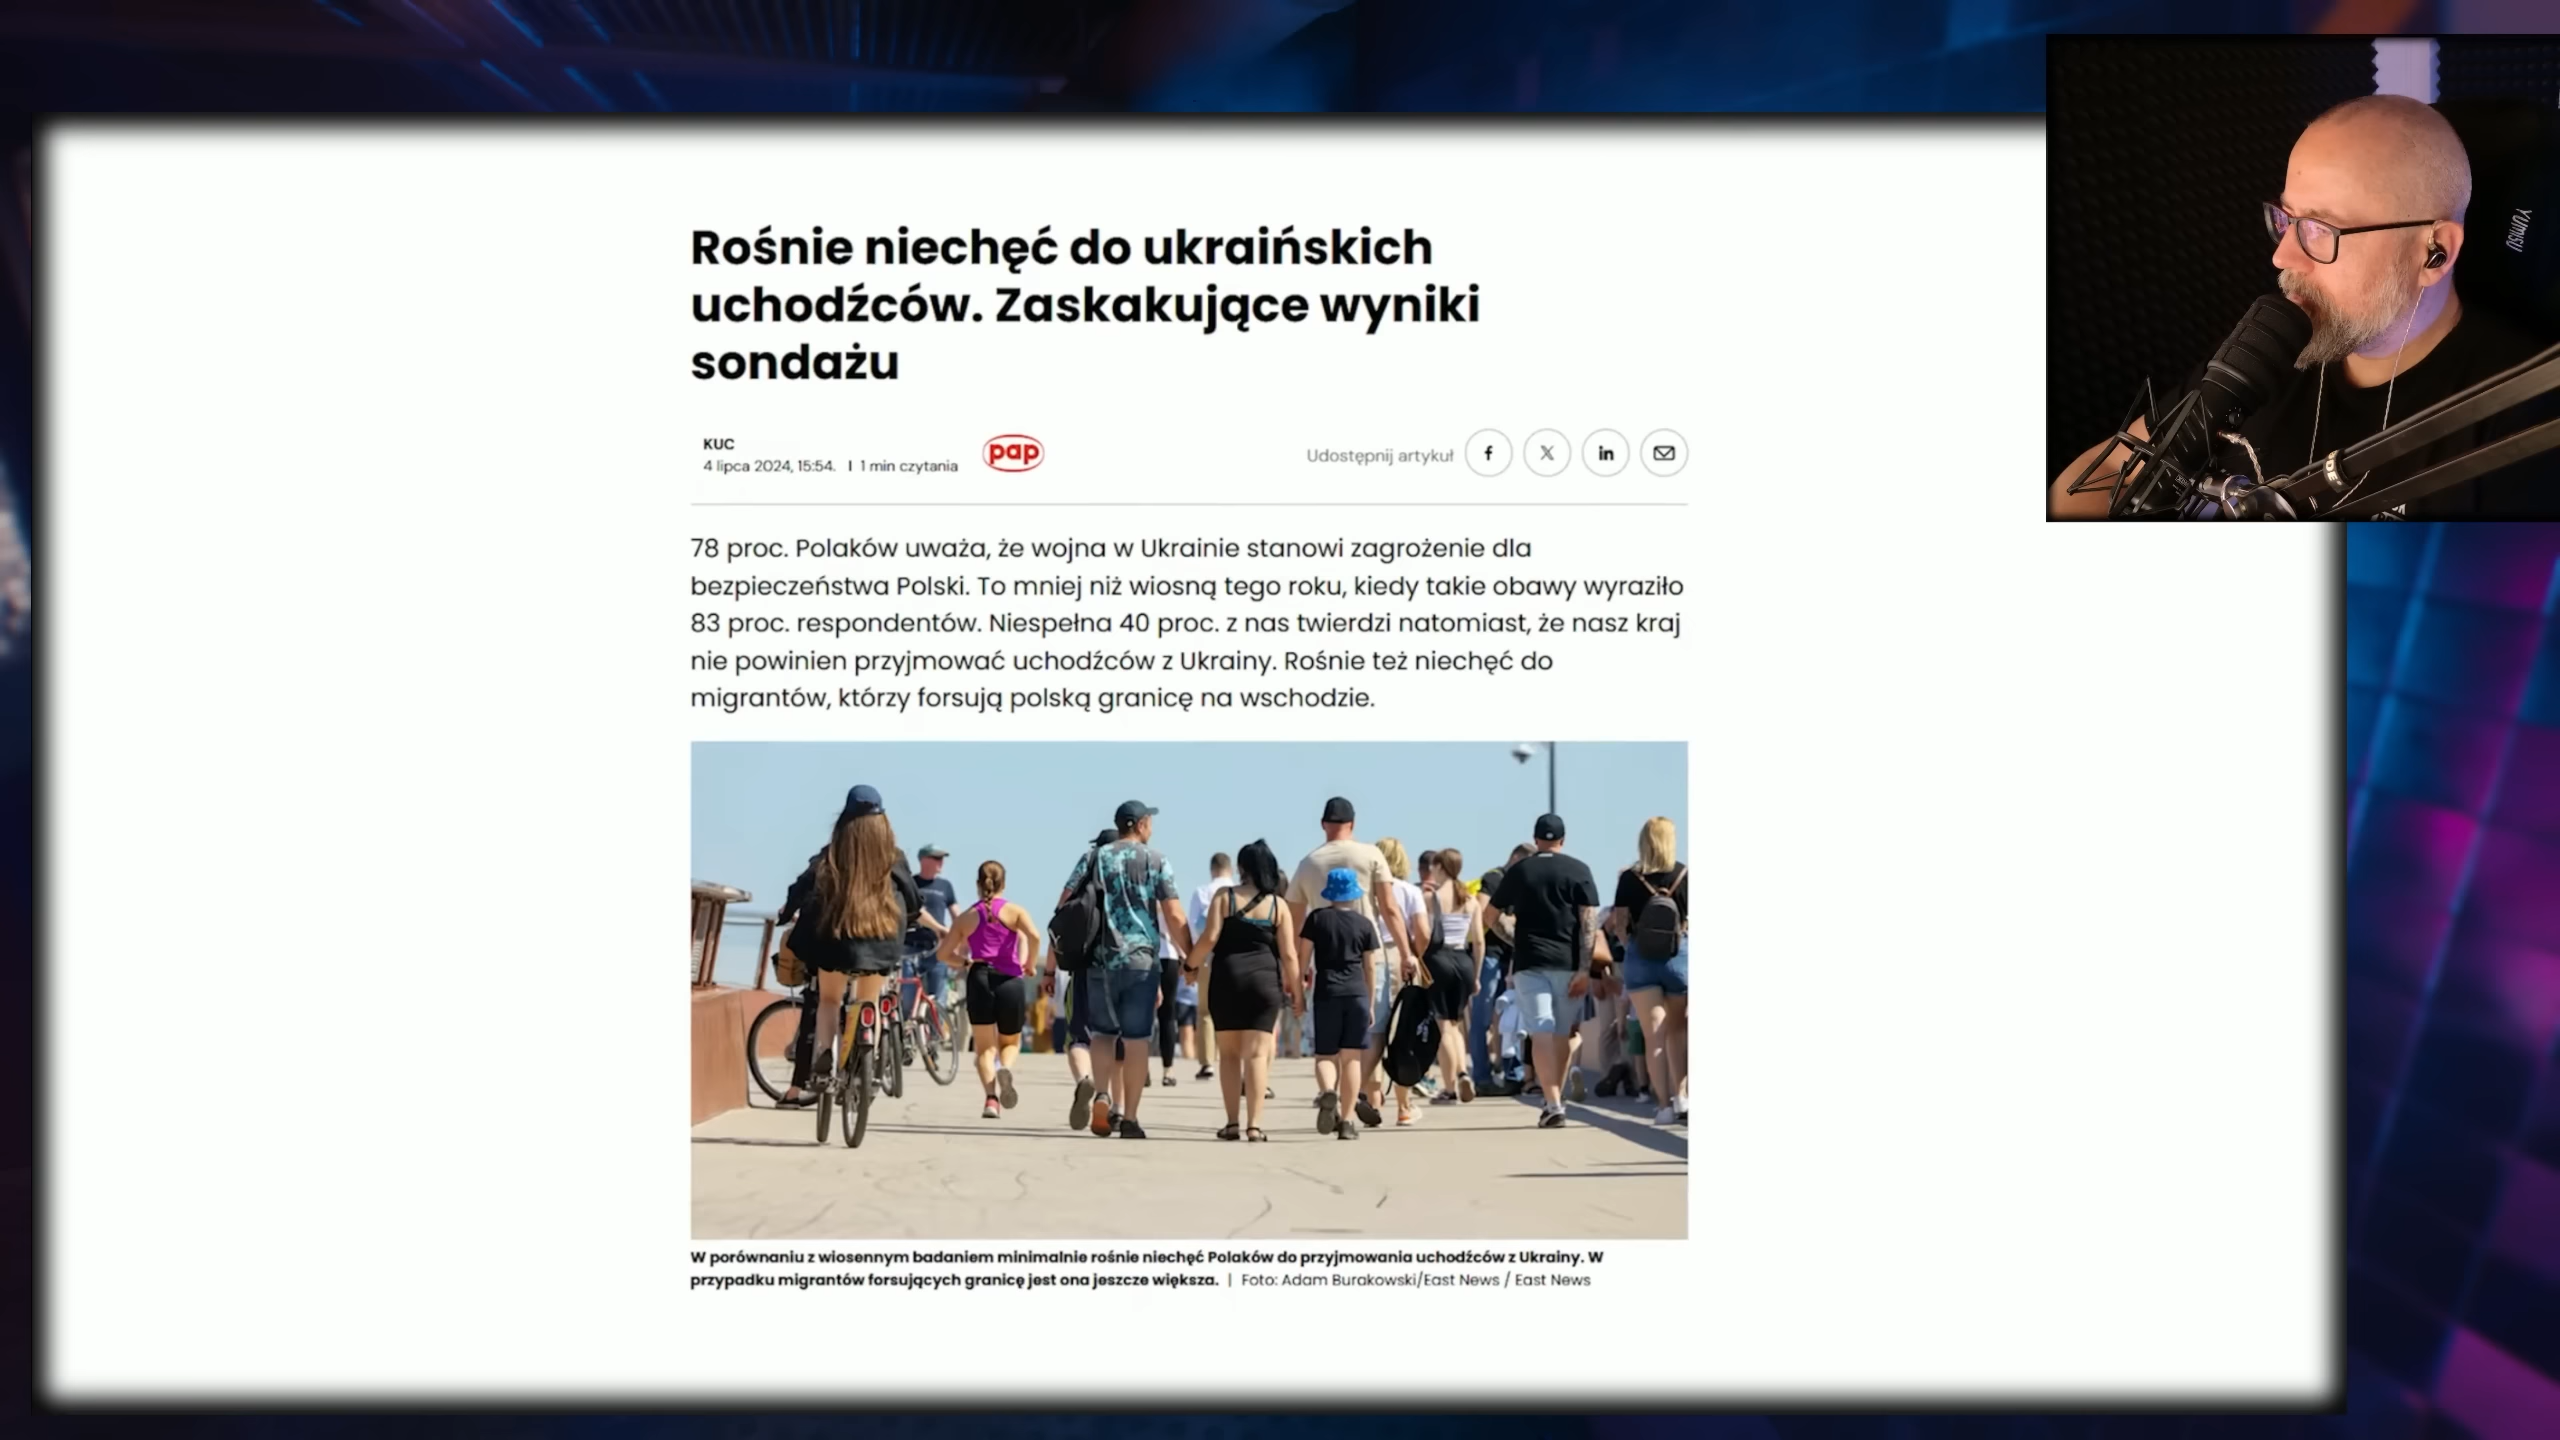 Rośnie niechęć do ukraińskich
uchodźców. Zaskakujące wyniki
sondażu
KUC
4 lipca 2024, 15:54. | 1 min czytania
pap
Udostępnij artykuł
78 proc. Polaków uważa, że wojna w Ukrainie stanowi zagrożenie dla
bezpieczeństwa Polski. To mniej niż wiosną tego roku, kiedy takie obawy wyraziło
83 proc. respondentów. Niespełna 40 proc. z nas twierdzi natomiast, że nasz kraj
nie powinien przyjmować uchodźców z Ukrainy. Rośnie też niechęć do
migrantów, którzy forsują polską granicę na wschodzie.
W porównaniu z wiosennym badaniem minimalnie rośnie niechęć Polaków do przyjmowania uchodźców z Ukrainy. W
przypadku migrantów forsujących granicę jest ona jeszcze większa. | Foto: Adam Burakowski/East News / East News
YUMISU